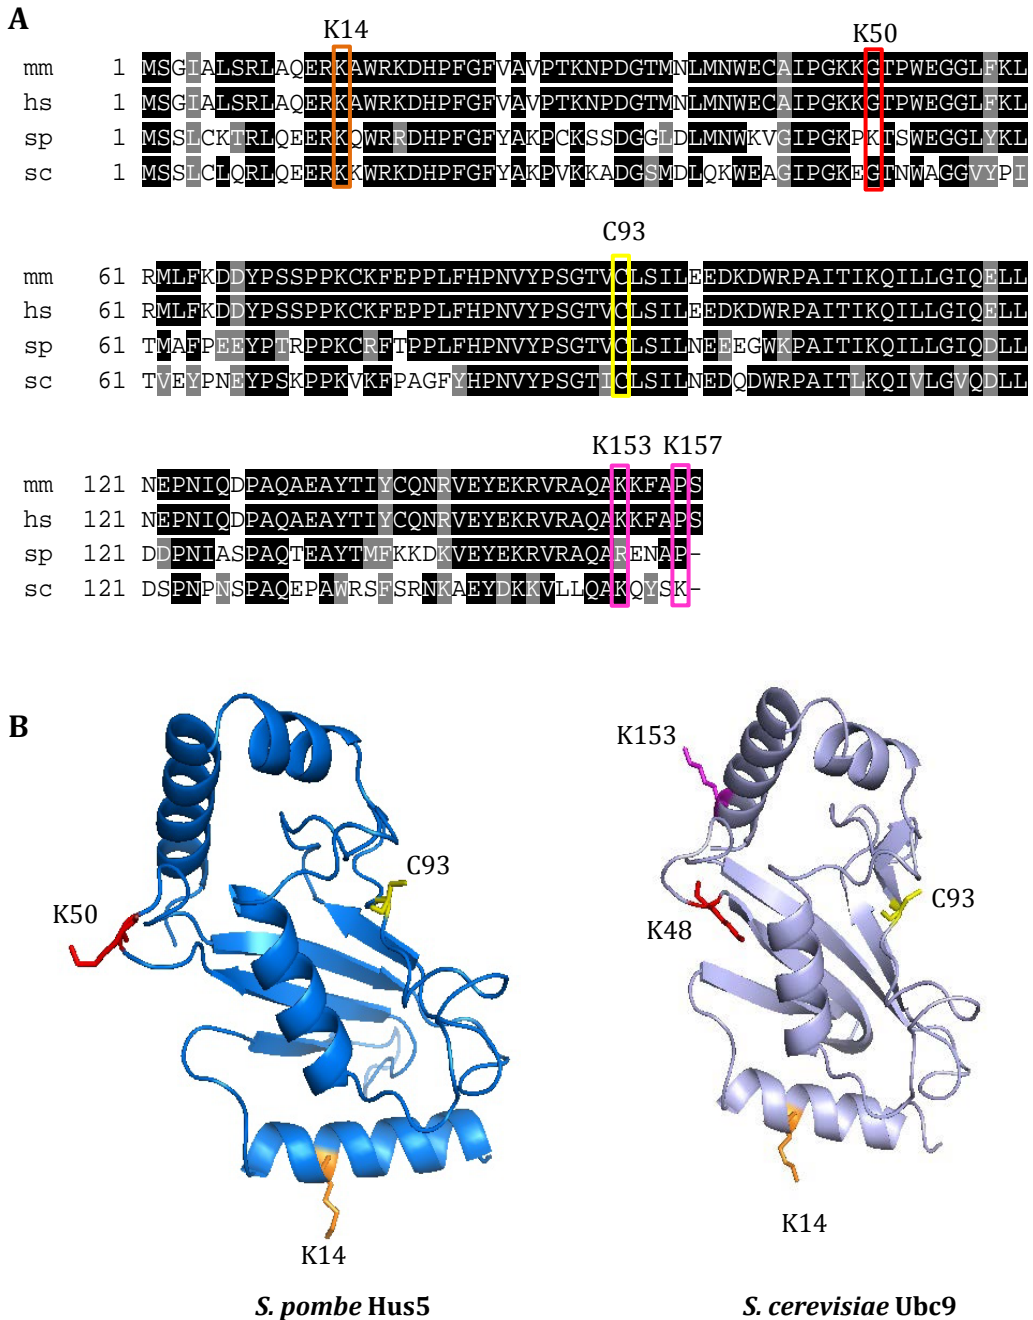 A
K14 K50
mm 1 MSGIALSRLAQERKAWRKDHPFGFVAVPTKNPDGTMNLMNWECAIPGKKGTPWEGGLFKL
hs 1 MSGIALSRLAQERKAWRKDHPFGFVAVPTKNPDGTMNLMNWECAIPGKKGTPWEGGLFKL
sp 1 MSSLCKTRLQEERKQWRRDHPFGFYAKPCKSSDGGLDLMNWKVGIPGKPKTSWEGGLYKL
sc 1 MSSLCLQRLQEERKKWRKDHPFGFYAKPVKKADGSMDLQKWEAGIPGKEGTNWAGGVYPI
C93
mm 61 RMLFKDDYPSSPPKCKFEPPLFHPNVYPSGTVCLSILEEDKDWRPAITIKQILLGIQELL
hs 61 RMLFKDDYPSSPPKCKFEPPLFHPNVYPSGTVCLSILEEDKDWRPAITIKQILLGIQELL
sp 61 TMAFPEEYPTRPPKCRFTPPLFHPNVYPSGTVCLSILNEEEGWKPAITIKQILLGIQDLL
sc 61 TVEYPNEYPSKPPKVKFPAGFYHPNVYPSGTICLSILNEDQDWRPAITLKQIVLGVQDLL
K153 K157
mm 121 NEPNIQDPAQAEAYTIYCQNRVEYEKRVRAQAKKFAPS
hs 121 NEPNIQDPAQAEAYTIYCQNRVEYEKRVRAQAKKFAPS
sp 121 DDPNIASPAQTEAYTMFKKDKVEYEKRVRAQARENAP-
sc 121 DSPNPNSPAQEPAWRSFSRNKAEYDKKVLLQAKQYSK-
B
K153
C93 C93
K50 K48
K14
K14
S. pombe Hus5 S. cerevisiae Ubc9